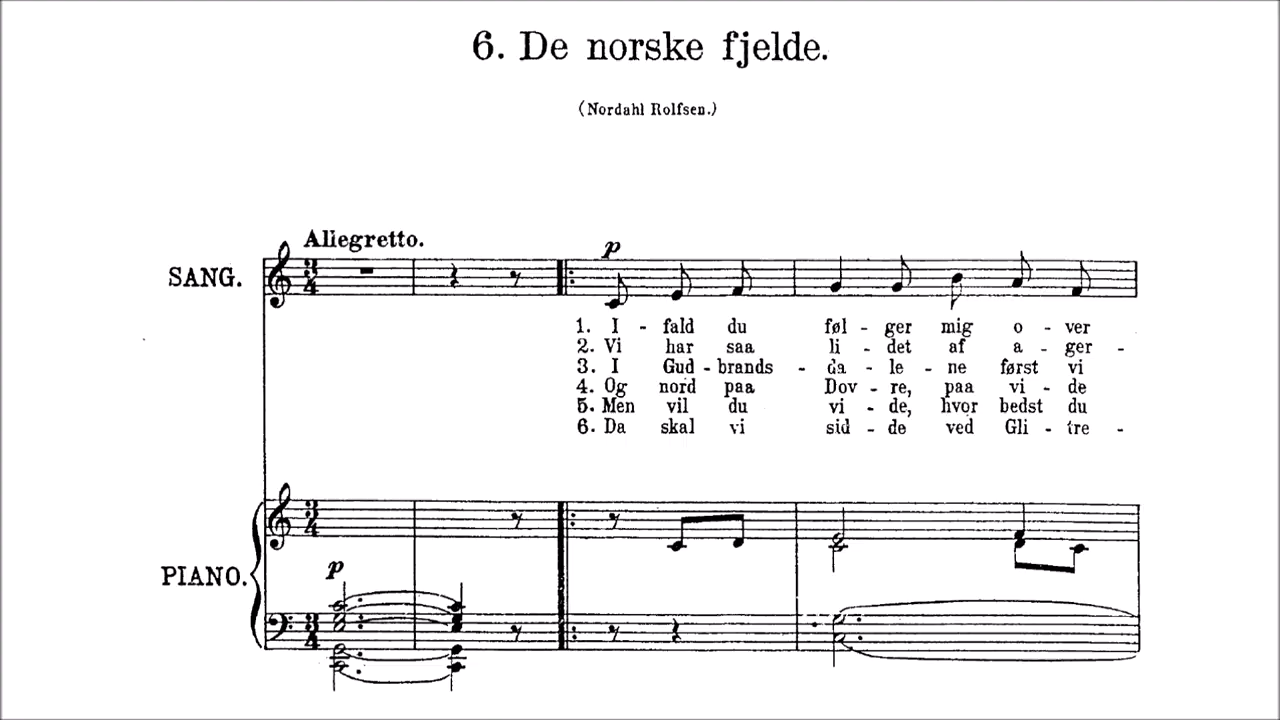 6. De norske fjelde.
(Nordahl Rolfsen.)
Allegretto.
p
SANG.
1. I - fald du føl - ger mig o - ver
2. Vi har saa li - det af a - ger -
3. I Gud - brands - da - le - ne først vi
4. Og nord paa Dov - re, paa vi - de
5. Men vil du vi - de, hvor bedst du
6. Da skal vi sid - de ved Gli - tre -
p
PIANO.